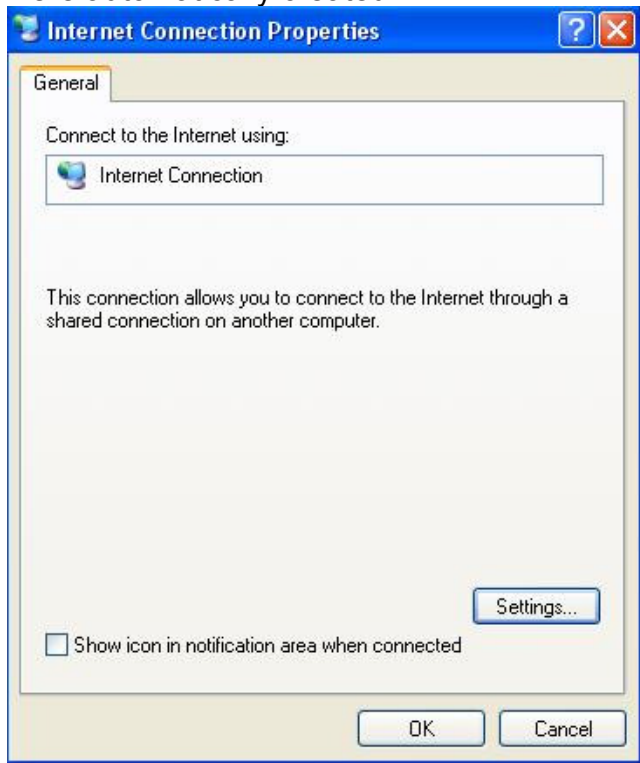 Internet Connection Properties
General
Connect to the Internet using:
Internet Connection
This connection allows you to connect to the Internet through a
shared connection on another computer.
Settings...
Show icon in notification area when connected
OK
Cancel